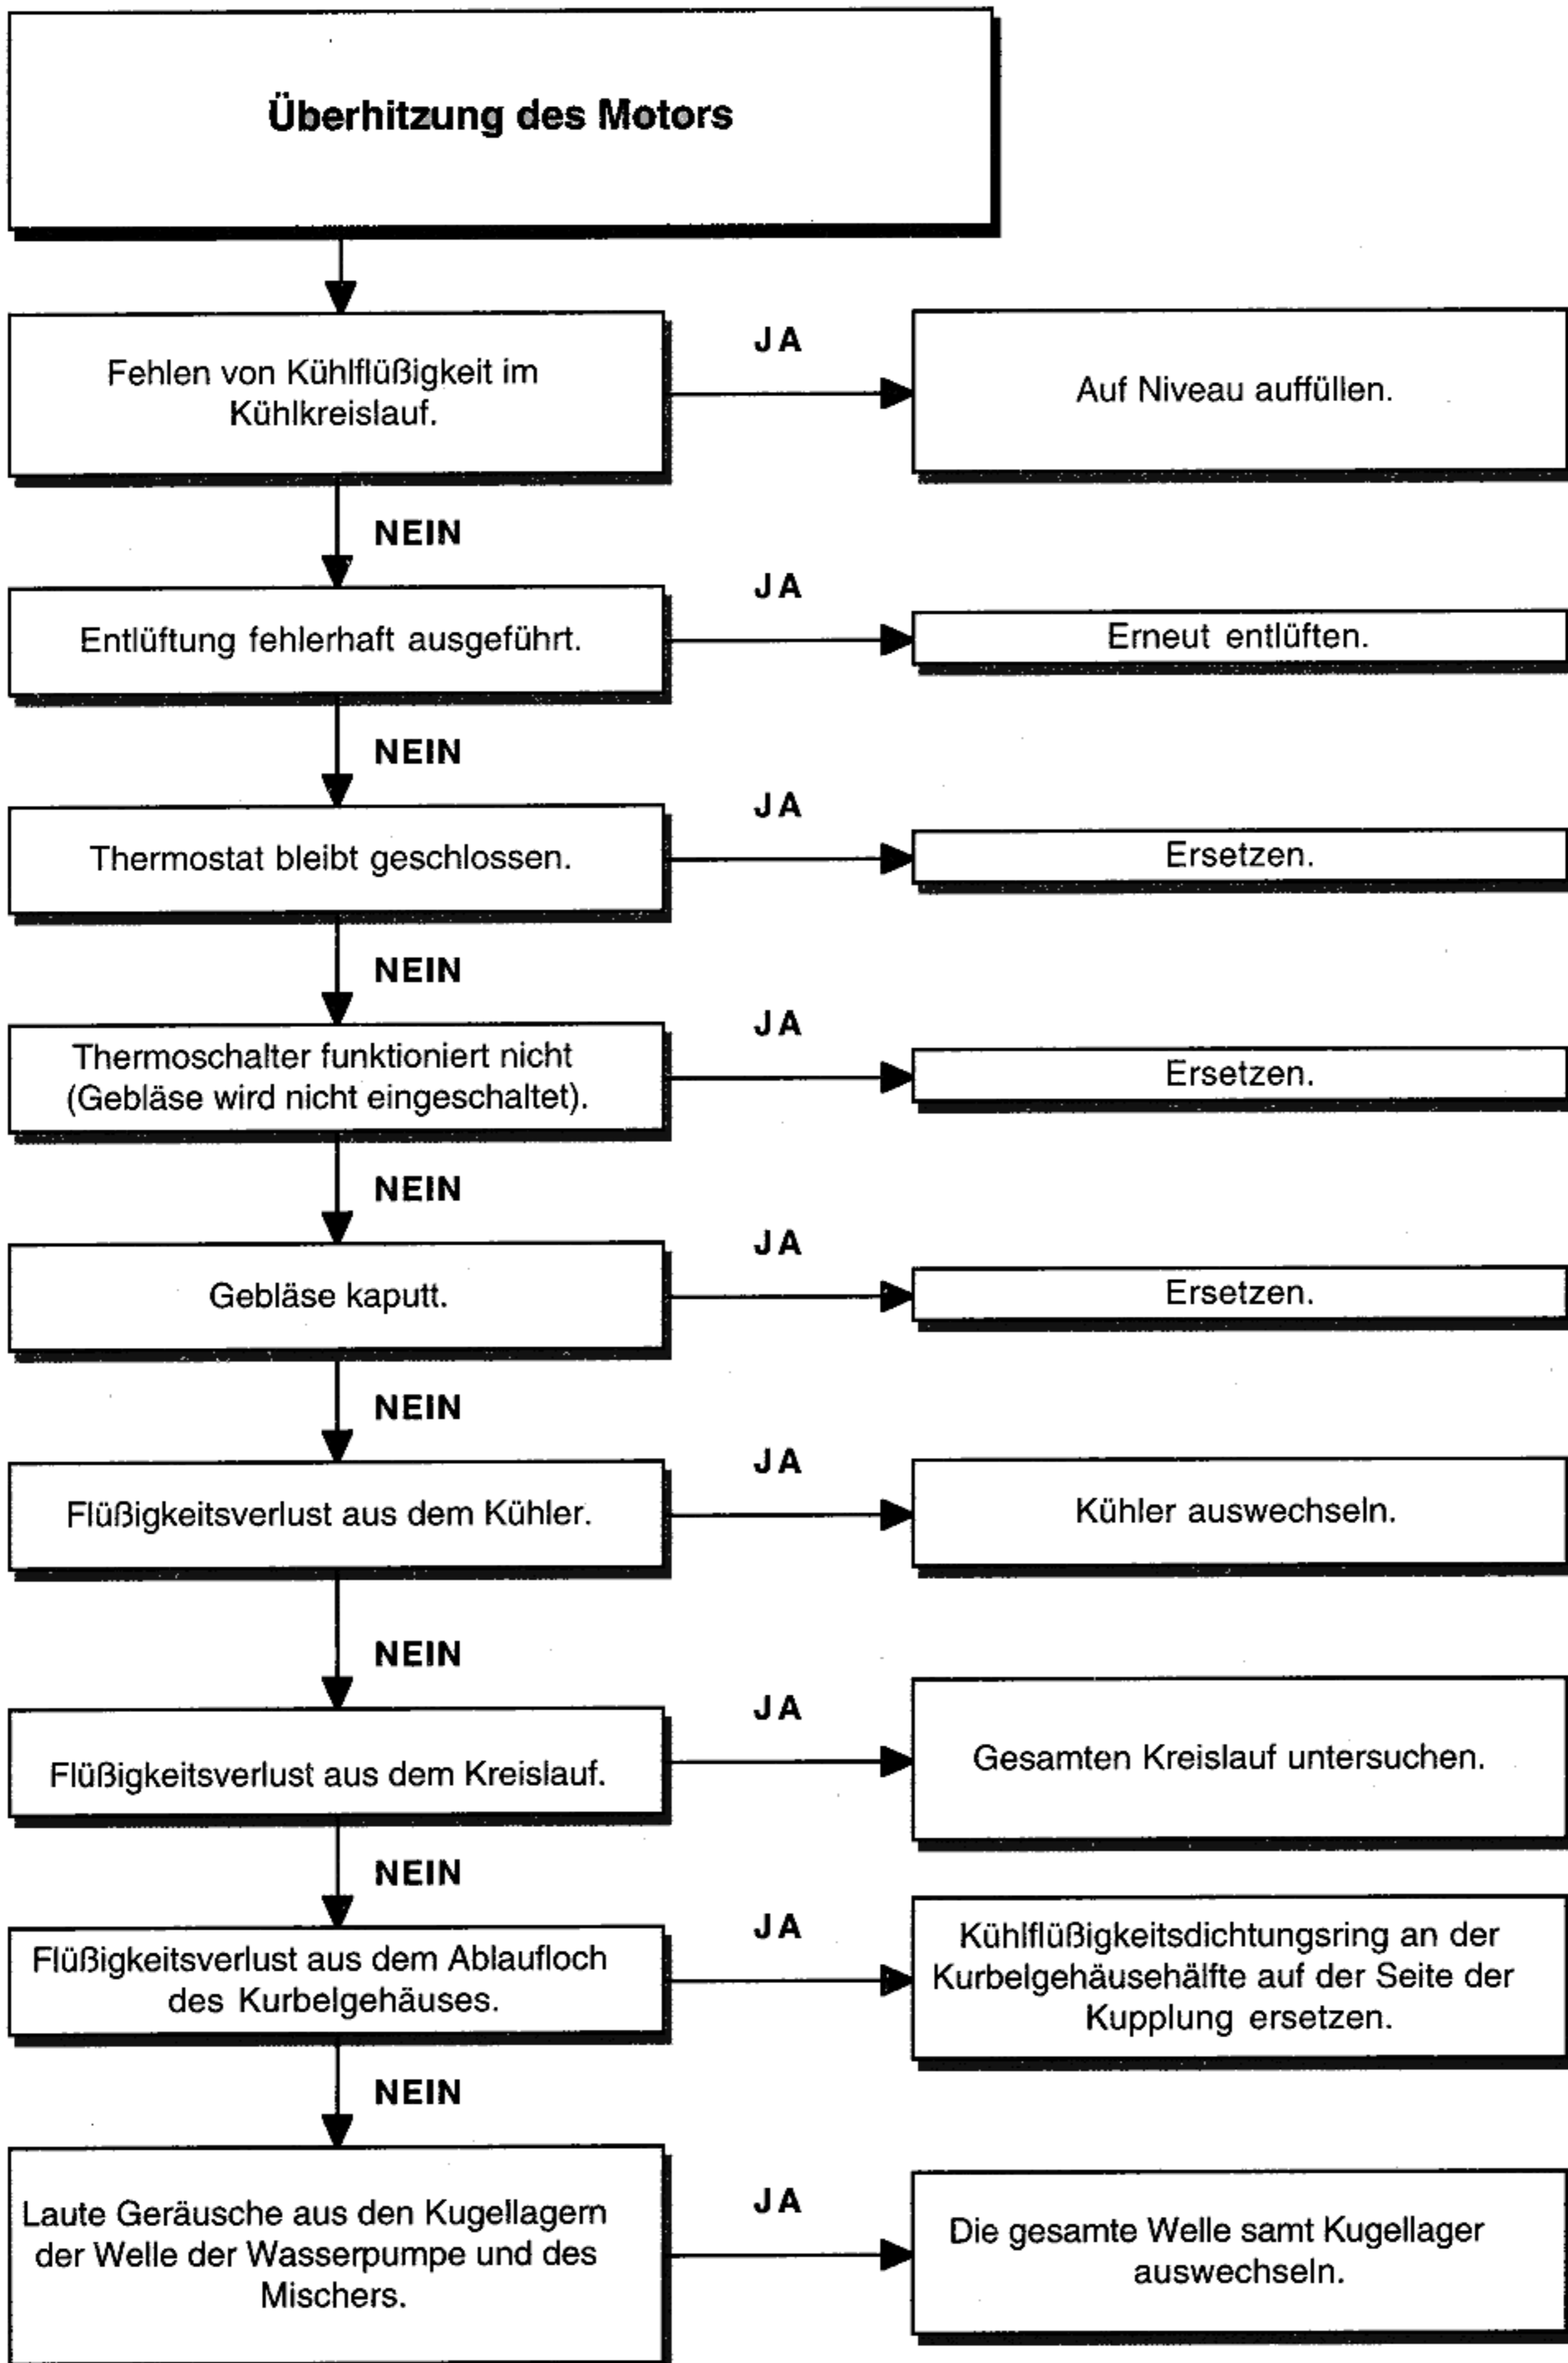 Überhitzung des Motors
Fehlen von Kühlflüßigkeit im
Kühlkreislauf.
JA
Auf Niveau auffüllen.
NEIN
Entlüftung fehlerhaft ausgeführt.
JA
Erneut entlüften.
NEIN
Thermostat bleibt geschlossen.
JA
Ersetzen.
NEIN
Thermoschalter funktioniert nicht
(Gebläse wird nicht eingeschaltet).
JA
Ersetzen.
NEIN
Gebläse kaputt.
JA
Ersetzen.
NEIN
Flüßigkeitsverlust aus dem Kühler.
JA
Kühler auswechseln.
NEIN
Flüßigkeitsverlust aus dem Kreislauf.
JA
Gesamten Kreislauf untersuchen.
NEIN
Flüßigkeitsverlust aus dem Ablaufloch
des Kurbelgehäuses.
JA
Kühlflüßigkeitsdichtungsring an der
Kurbelgehäusehälfte auf der Seite der
Kupplung ersetzen.
NEIN
Laute Geräusche aus den Kugellagern
der Welle der Wasserpumpe und des
Mischers.
JA
Die gesamte Welle samt Kugellager
auswechseln.